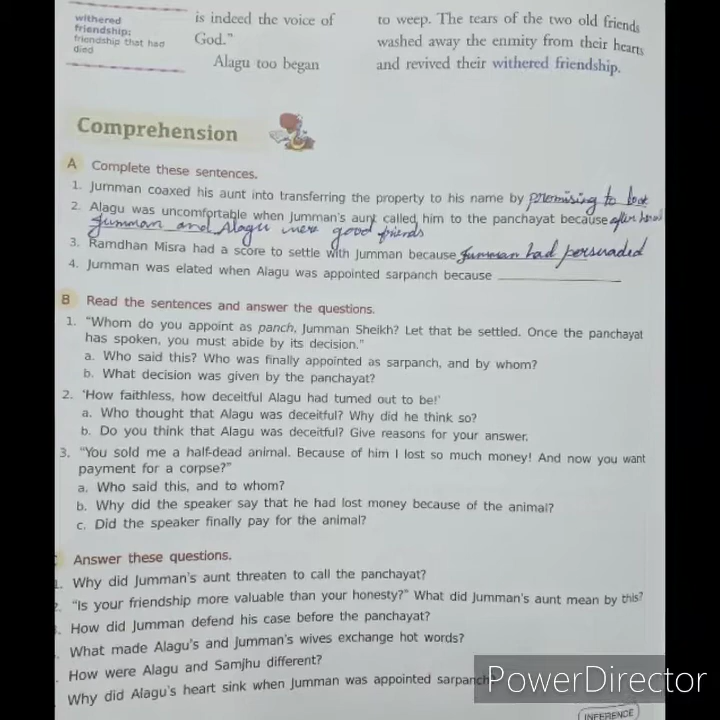 withered
friendship:
friendship that had
died
is indeed the voice of
God."
Alagu too began
to weep. The tears of the two old friends
washed away the enmity from their hearts
and revived their withered friendship.
Comprehension
A Complete these sentences.
1. Jumman coaxed his aunt into transferring the property to his name by promising to look
after her
2. Alagu was uncomfortable when Jumman's aunt called him to the panchayat because
Jumman and Alagu were good friends
3. Ramdhan Misra had a score to settle with Jumman because Jumman had persuaded
4. Jumman was elated when Alagu was appointed sarpanch because
B Read the sentences and answer the questions.
1. "Whom do you appoint as panch, Jumman Sheikh? Let that be settled. Once the panchayat
has spoken, you must abide by its decision."
a. Who said this? Who was finally appointed as sarpanch, and by whom?
b. What decision was given by the panchayat?
2. 'How faithless, how deceitful Alagu had turned out to be!'
a. Who thought that Alagu was deceitful? Why did he think so?
b. Do you think that Alagu was deceitful? Give reasons for your answer.
3. "You sold me a half-dead animal. Because of him I lost so much money! And now you want
payment for a corpse?"
a. Who said this, and to whom?
b. Why did the speaker say that he had lost money because of the animal?
c. Did the speaker finally pay for the animal?
Answer these questions.
1. Why did Jumman's aunt threaten to call the panchayat?
2. "Is your friendship more valuable than your honesty?" What did Jumman's aunt mean by this?
How did Jumman defend his case before the panchayat?
What made Alagu's and Jumman's wives exchange hot words?
How were Alagu and Samjhu different?
Why did Alagu's heart sink when Jumman was appointed sarpanch
PowerDirector
INFERENCE